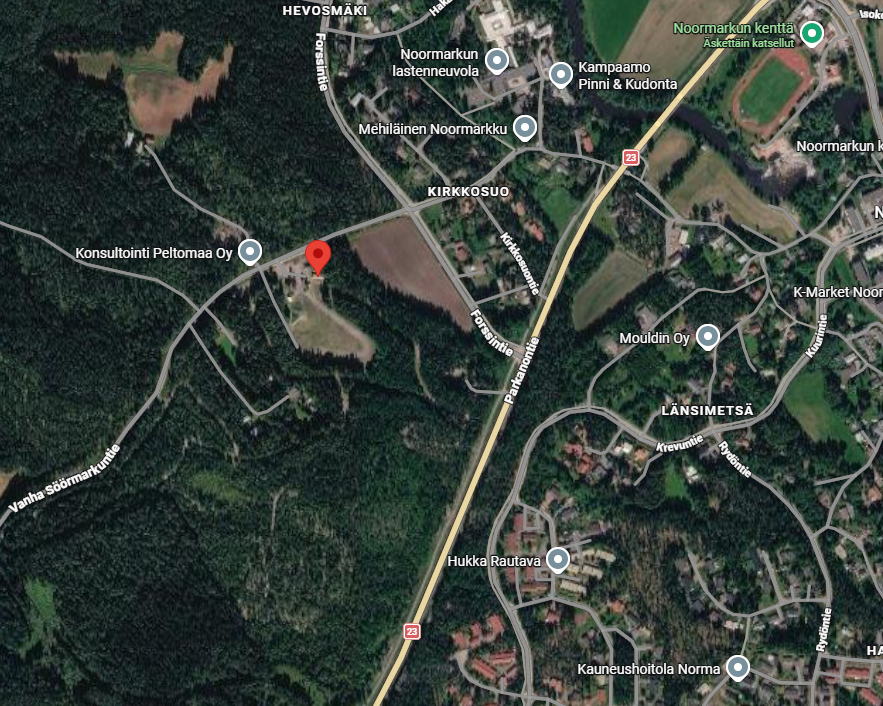 HEVOSMÄKI
Forssintie
Noormarkun
lastenneuvola
Kampaamo
Pinni & Kudonta
Noormarkun kenttä
Äskettäin katsellut
Mehiläinen Noormarkku
23
Noormarkun k
KIRKKOSUO
Konsultointi Peltomaa Oy
Kirkkosuontie
K-Market Noor
Forssintie
Mouldin Oy
Kuurintie
Parkanontie
LÄNSIMETSÄ
Krevuntie
Rydöntie
Vanha Söörmarkuntie
Hukka Rautava
23
Rydöntie
Kauneushoitola Norma